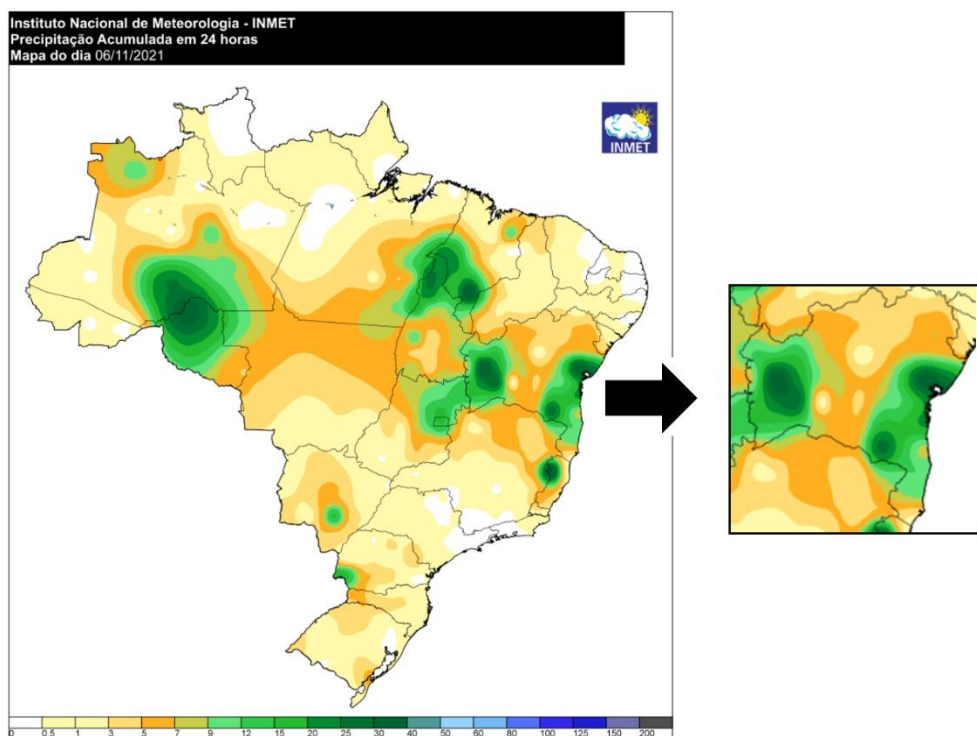 Instituto Nacional de Meteorologia - INMET
Precipitação Acumulada em 24 horas
Mapa do dia 06/11/2021
INMET
0 0.5 1 3 5 7 9 12 15 20 25 30 40 50 60 80 100 125 150 200